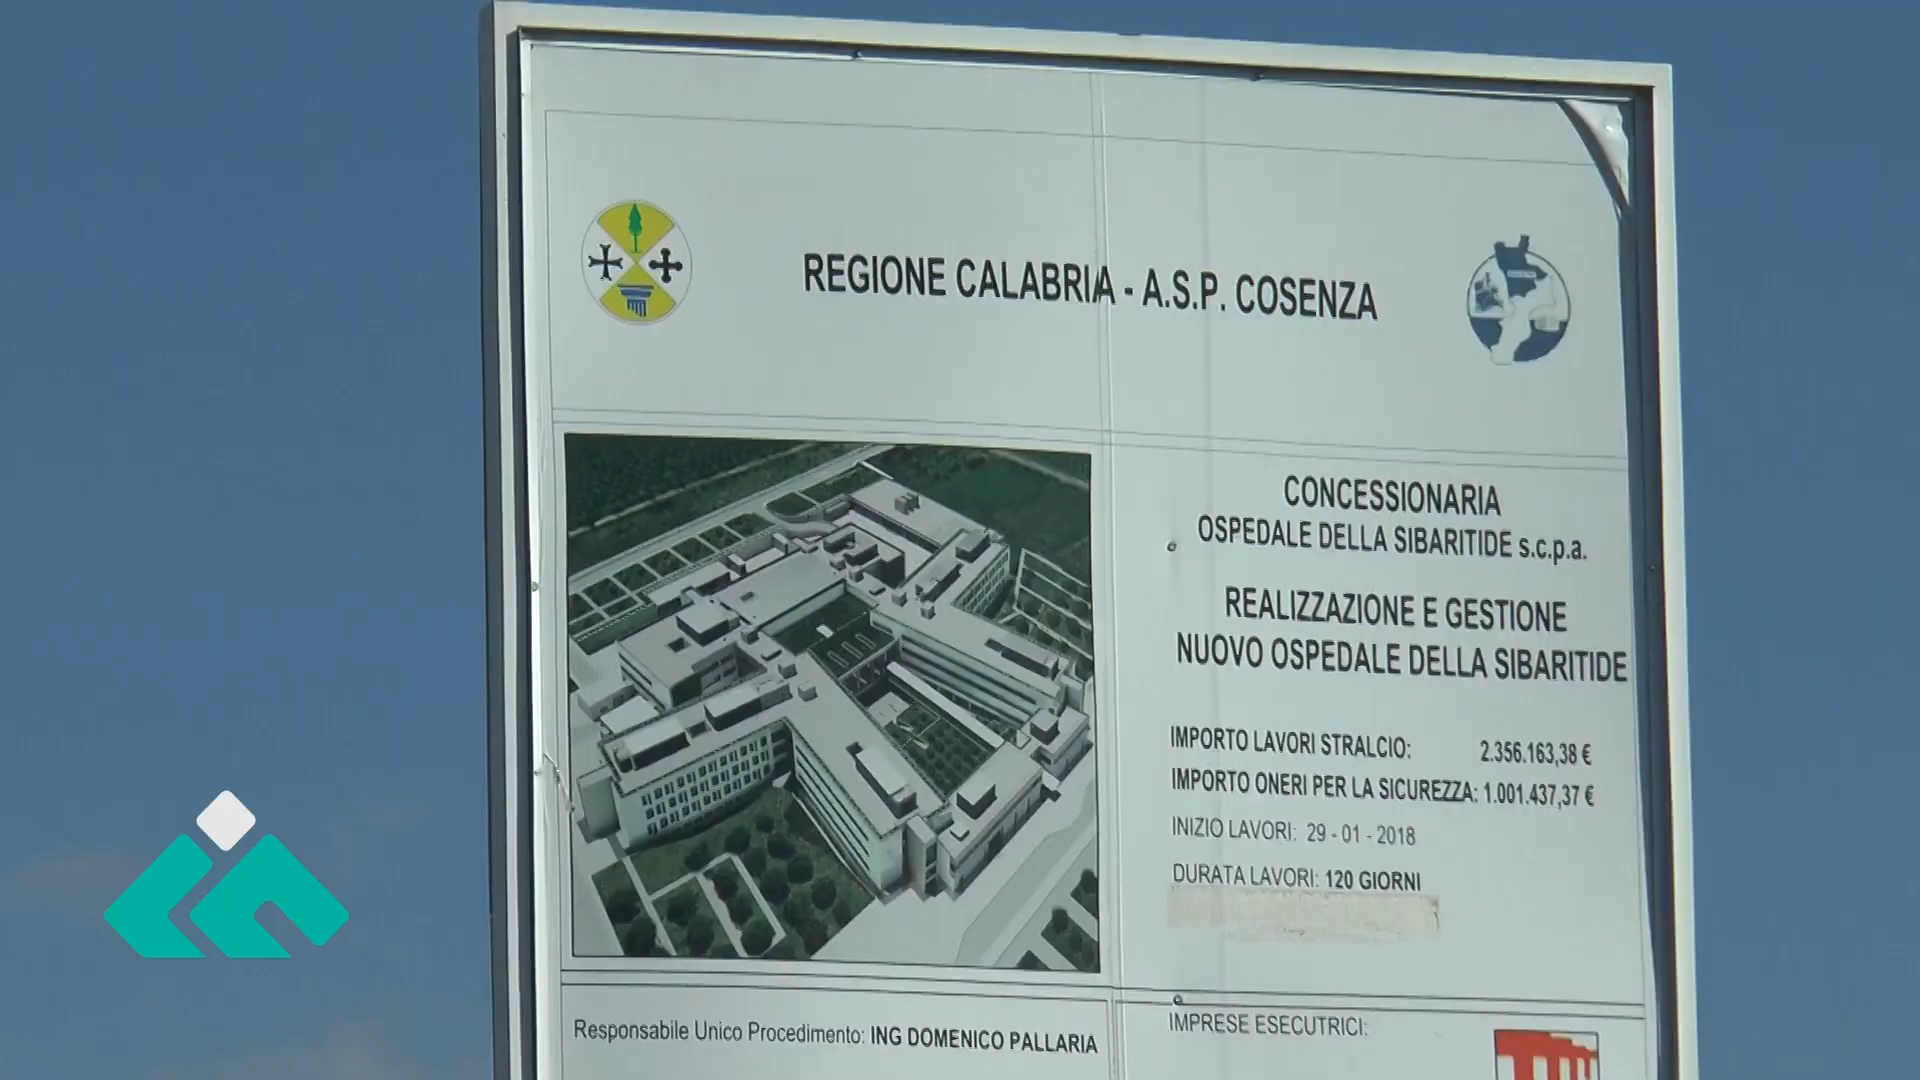 REGIONE CALABRIA - A.S.P. COSENZA
CONCESSIONARIA
OSPEDALE DELLA SIBARITIDE s.c.p.a.
REALIZZAZIONE E GESTIONE
NUOVO OSPEDALE DELLA SIBARITIDE
IMPORTO LAVORI STRALCIO: 2.356.163,38 €
IMPORTO ONERI PER LA SICUREZZA: 1.001.437,37 €
INIZIO LAVORI: 29 - 01 - 2018
DURATA LAVORI: 120 GIORNI
Responsabile Unico Procedimento: ING DOMENICO PALLARIA
IMPRESE ESECUTRICI: